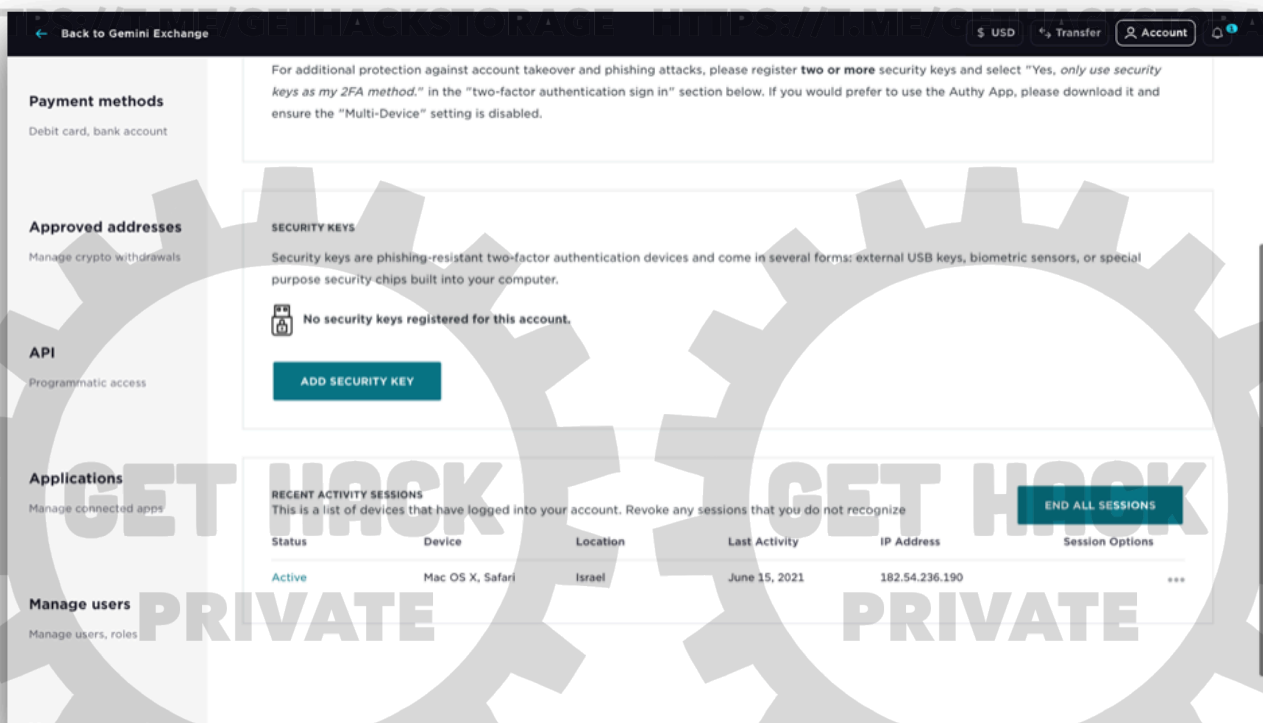 HTTPS://T.ME/GETHACKSTORAGE HTTPS://T.ME/GETHACKSTORAGE
← Back to Gemini Exchange
$ USD
Transfer
Account
1
For additional protection against account takeover and phishing attacks, please register two or more security keys and select "Yes, only use security
keys as my 2FA method." in the "two-factor authentication sign in" section below. If you would prefer to use the Authy App, please download it and
ensure the "Multi-Device" setting is disabled.
Payment methods
Debit card, bank account
Approved addresses
Manage crypto withdrawals
SECURITY KEYS
Security keys are phishing-resistant two-factor authentication devices and come in several forms: external USB keys, biometric sensors, or special
purpose security chips built into your computer.
No security keys registered for this account.
API
Programmatic access
ADD SECURITY KEY
Applications
Manage connected apps
RECENT ACTIVITY SESSIONS
This is a list of devices that have logged into your account. Revoke any sessions that you do not recognize
END ALL SESSIONS
Status Device Location Last Activity IP Address Session Options
Active Mac OS X, Safari Israel June 15, 2021 182.54.236.190
Manage users
Manage users, roles
GET HACK
PRIVATE
GET HACK
PRIVATE